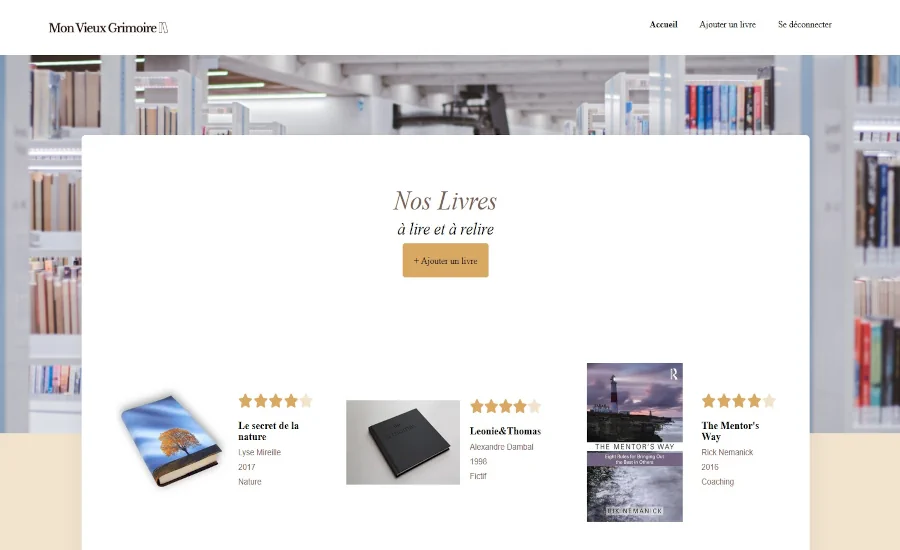 Mon Vieux Grimoire
Accueil
Ajouter un livre
Se déconnecter
Nos Livres
à lire et à relire
+ Ajouter un livre
Le secret de la
nature
Lyse Mireille
2017
Nature
Leonie&Thomas
Alexandre Dambal
1998
Fictif
R
THE MENTOR'S WAY
Eight Rules for Bringing Out
the Best in Others
RIK NEMANICK
The Mentor's
Way
Rick Nemanick
2016
Coaching